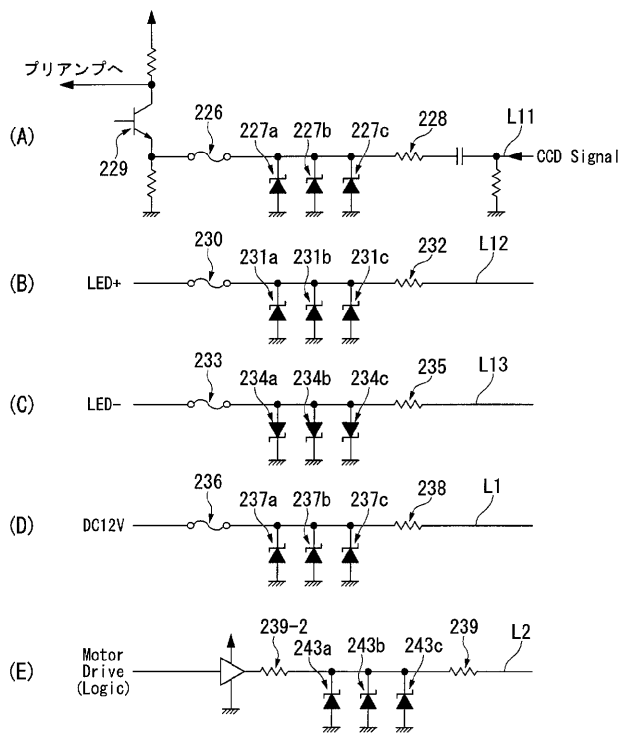 プリアンプへ
(A)
226
227a 227b 227c
228
L11
CCD Signal
229
(B)
LED+
230
231a 231b 231c
232
L12
(C)
LED-
233
234a 234b 234c
235
L13
(D)
DC12V
236
237a 237b 237c
238
L1
(E)
Motor
Drive
(Logic)
239-2
243a 243b 243c
239
L2